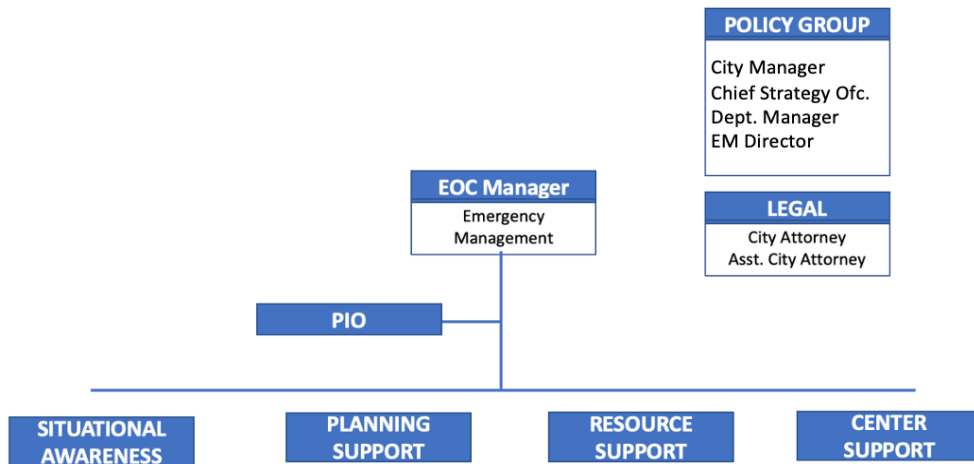 POLICY GROUP
City Manager
Chief Strategy Ofc.
Dept. Manager
EM Director
EOC Manager
Emergency
Management
LEGAL
City Attorney
Asst. City Attorney
PIO
SITUATIONAL
AWARENESS
PLANNING
SUPPORT
RESOURCE
SUPPORT
CENTER
SUPPORT